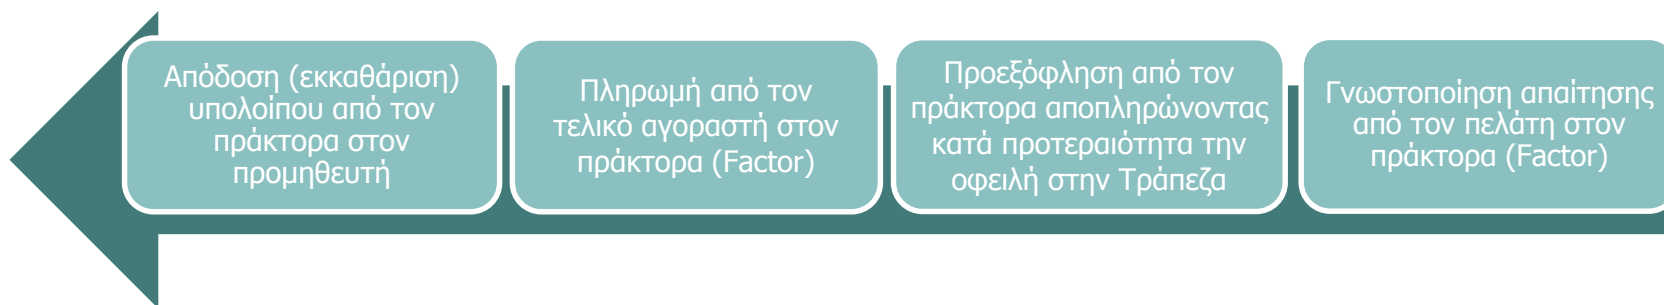 Απόδοση (εκκαθάριση)
υπολοίπου από τον
πράκτορα στον
προμηθευτή
Πληρωμή από τον
τελικό αγοραστή στον
πράκτορα (Factor)
Προεξόφληση από τον
πράκτορα αποπληρώνοντας
κατά προτεραιότητα την
οφειλή στην Τράπεζα
Γνωστοποίηση απαίτησης
από τον πελάτη στον
πράκτορα (Factor)